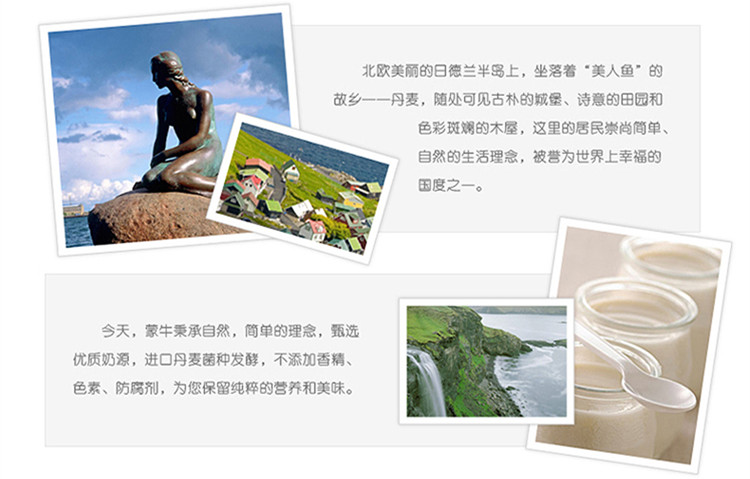 北欧美丽的日德兰半岛上，坐落着“美人鱼”的
故乡——丹麦，随处可见古朴的城堡、诗意的田园和
色彩斑斓的木屋，这里的居民崇尚简单、
自然的生活理念，被誉为世界上幸福的
国度之一。
今天，蒙牛秉承自然，简单的理念，甄选
优质奶源，进口丹麦菌种发酵，不添加香精、
色素、防腐剂，为您保留纯粹的营养和美味。